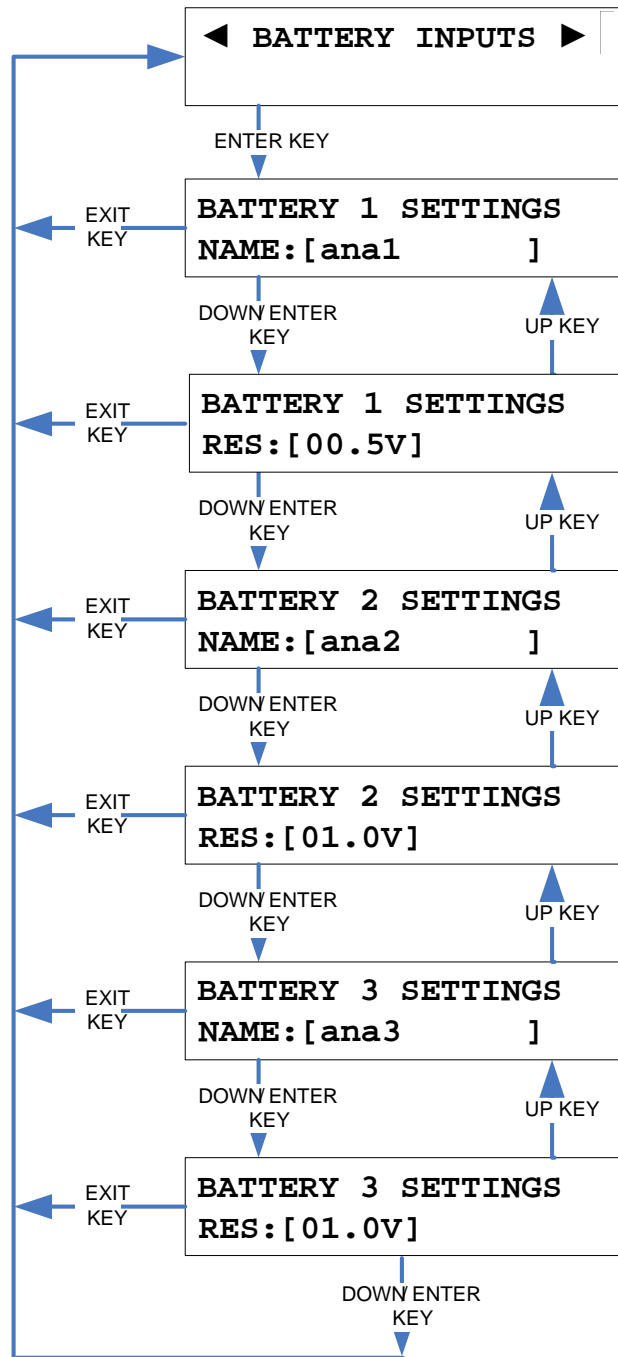 ◄ BATTERY INPUTS ►
ENTER KEY
BATTERY 1 SETTINGS
NAME:[ana1        ]
EXIT
KEY
DOWN/ENTER
KEY
UP KEY
BATTERY 1 SETTINGS
RES:[00.5V]
EXIT
KEY
DOWN/ENTER
KEY
UP KEY
BATTERY 2 SETTINGS
NAME:[ana2        ]
EXIT
KEY
DOWN/ENTER
KEY
UP KEY
BATTERY 2 SETTINGS
RES:[01.0V]
EXIT
KEY
DOWN/ENTER
KEY
UP KEY
BATTERY 3 SETTINGS
NAME:[ana3        ]
EXIT
KEY
DOWN/ENTER
KEY
UP KEY
BATTERY 3 SETTINGS
RES:[01.0V]
EXIT
KEY
DOWN/ENTER
KEY